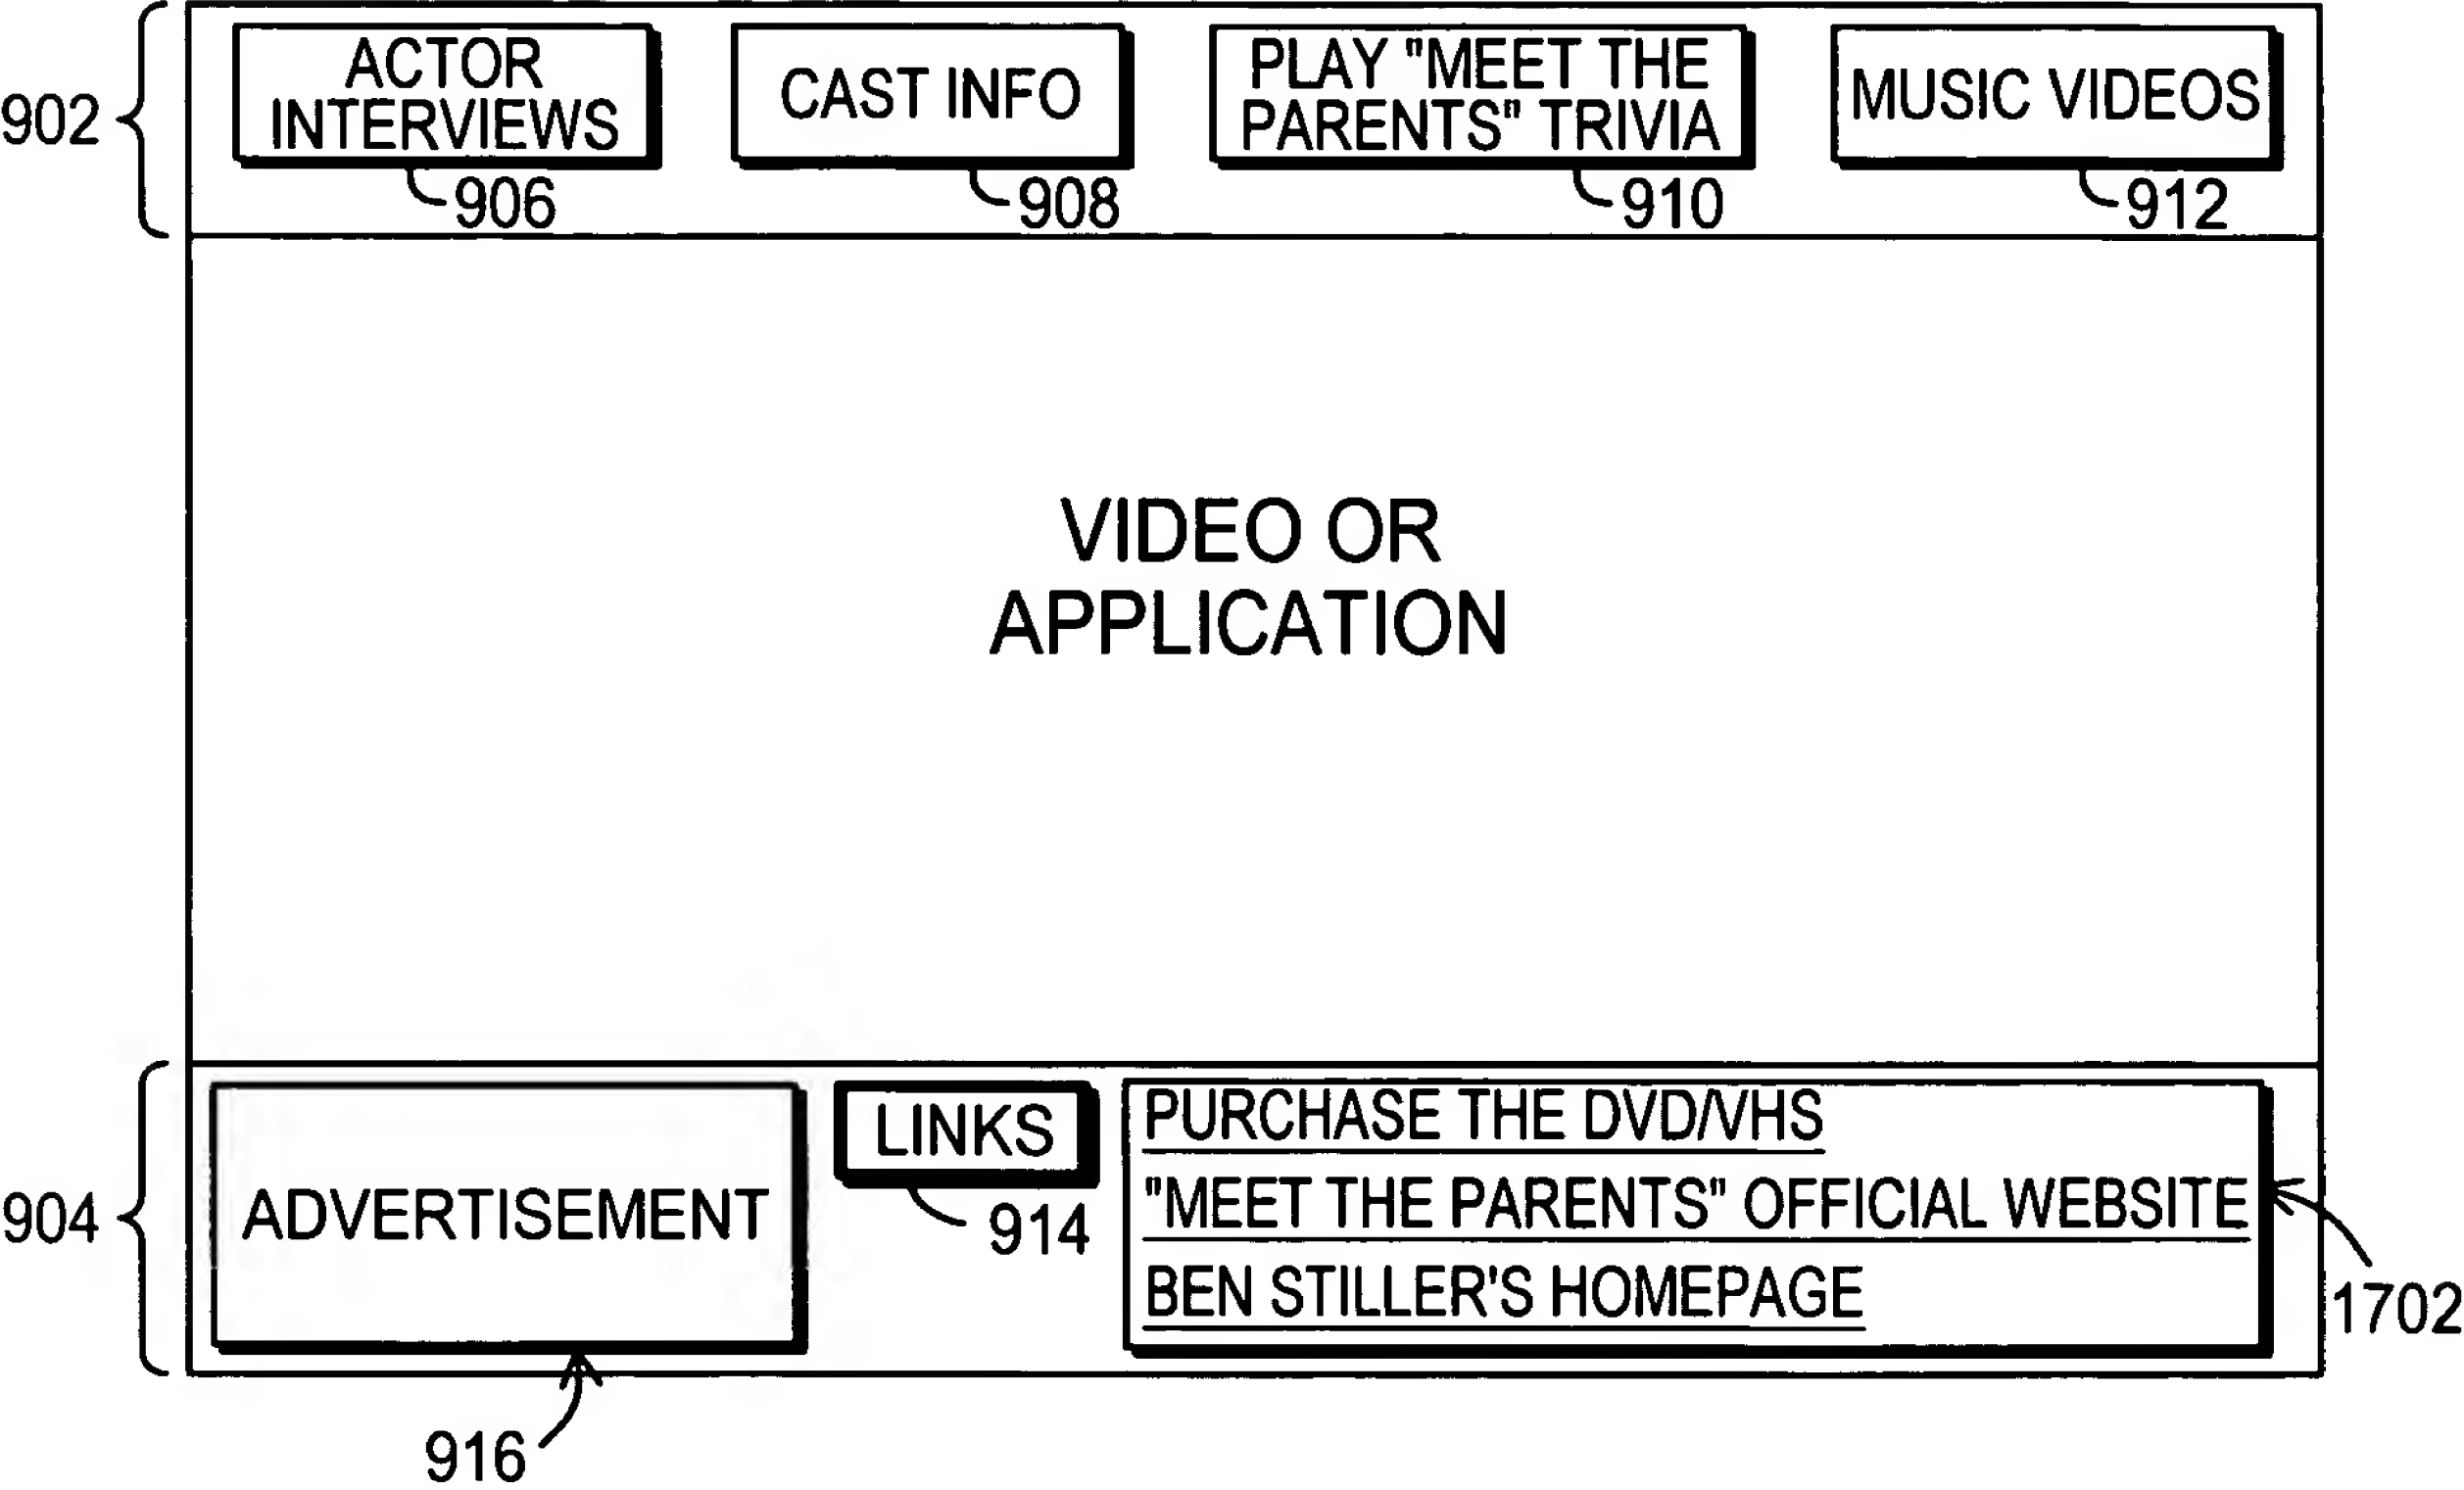 ACTOR
INTERVIEWS
CAST INFO
PLAY "MEET THE
PARENTS" TRIVIA
MUSIC VIDEOS
902
906
908
910
912
VIDEO OR
APPLICATION
904
ADVERTISEMENT
LINKS
914
PURCHASE THE DVD/VHS
"MEET THE PARENTS" OFFICIAL WEBSITE
BEN STILLER'S HOMEPAGE
1702
916